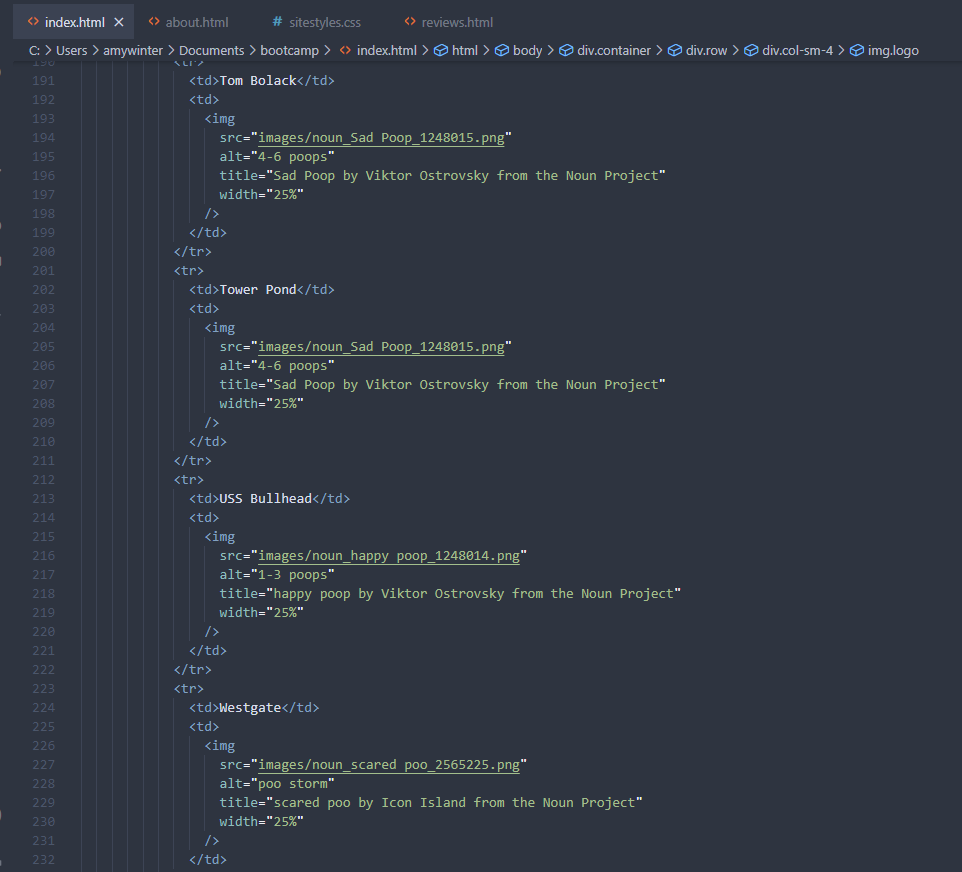 index.html
about.html
# sitestyles.css
reviews.html
C: > Users > amywinter > Documents > bootcamp > index.html > html > body > div.container > div.row > div.col-sm-4 > img.logo
190 <tr>
191 <td>Tom Bolack</td>
192 <td>
193 <img
194 src="images/noun_Sad Poop_1248015.png"
195 alt="4-6 poops"
196 title="Sad Poop by Viktor Ostrovsky from the Noun Project"
197 width="25%"
198 />
199 </td>
200 </tr>
201 <tr>
202 <td>Tower Pond</td>
203 <td>
204 <img
205 src="images/noun_Sad Poop_1248015.png"
206 alt="4-6 poops"
207 title="Sad Poop by Viktor Ostrovsky from the Noun Project"
208 width="25%"
209 />
210 </td>
211 </tr>
212 <tr>
213 <td>USS Bullhead</td>
214 <td>
215 <img
216 src="images/noun_happy poop_1248014.png"
217 alt="1-3 poops"
218 title="happy poop by Viktor Ostrovsky from the Noun Project"
219 width="25%"
220 />
221 </td>
222 </tr>
223 <tr>
224 <td>Westgate</td>
225 <td>
226 <img
227 src="images/noun_scared poo_2565225.png"
228 alt="poo storm"
229 title="scared poo by Icon Island from the Noun Project"
230 width="25%"
231 />
232 </td>